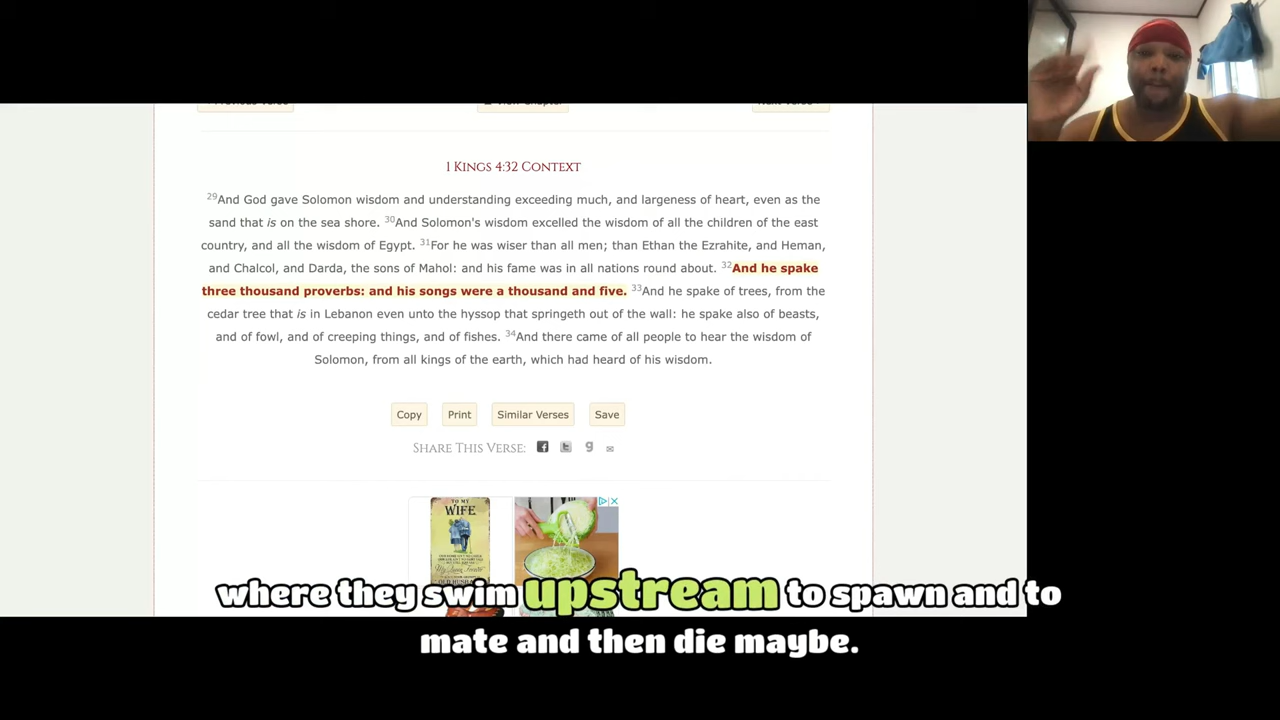 1 Kings 4:32 Context
29And God gave Solomon wisdom and understanding exceeding much, and largeness of heart, even as the
sand that is on the sea shore. 30And Solomon's wisdom excelled the wisdom of all the children of the east
country, and all the wisdom of Egypt. 31For he was wiser than all men; than Ethan the Ezrahite, and Heman,
and Chalcol, and Darda, the sons of Mahol: and his fame was in all nations round about. 32And he spake
three thousand proverbs: and his songs were a thousand and five. 33And he spake of trees, from the
cedar tree that is in Lebanon even unto the hyssop that springeth out of the wall: he spake also of beasts,
and of fowl, and of creeping things, and of fishes. 34And there came of all people to hear the wisdom of
Solomon, from all kings of the earth, which had heard of his wisdom.
Copy Print Similar Verses Save
Share This Verse:
TO MY
WIFE
where they swim upstream to spawn and to
mate and then die maybe.